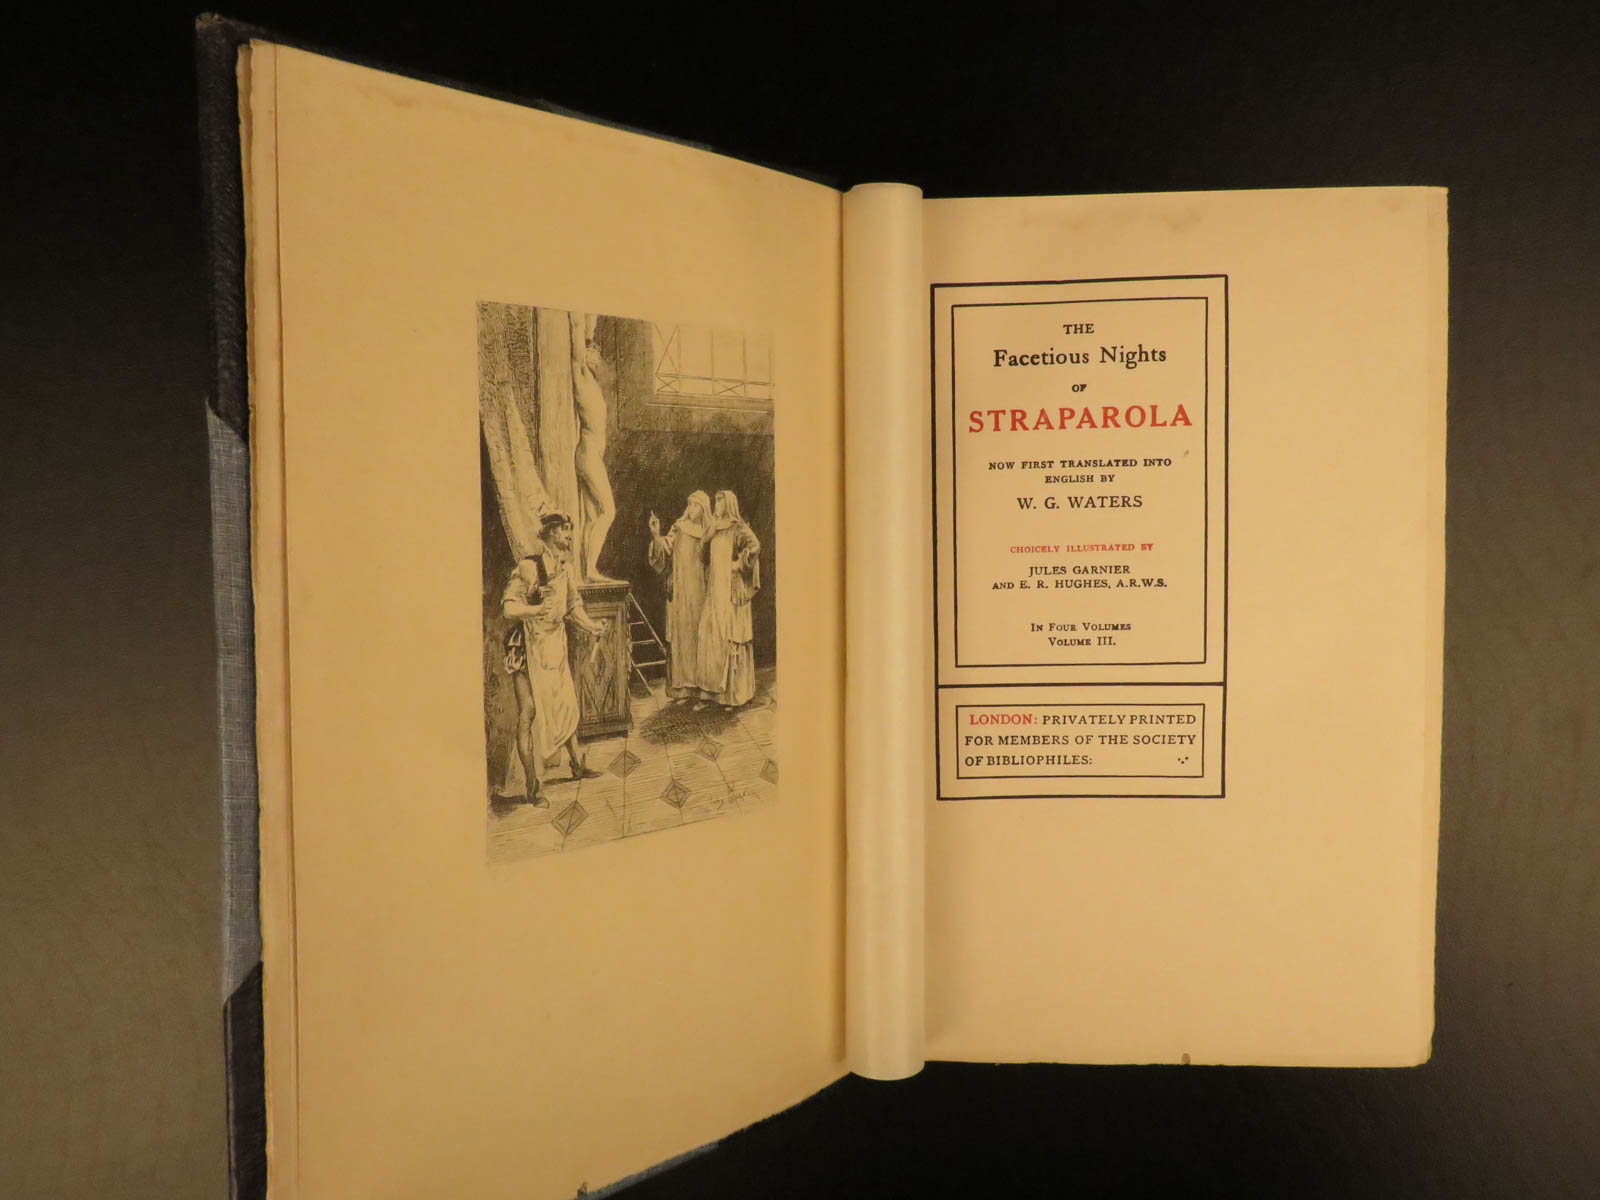 THE
Facetious Nights
OF
STRAPAROLA
NOW FIRST TRANSLATED INTO
ENGLISH BY
W. G. WATERS
CHOICELY ILLUSTRATED BY
JULES GARNIER
AND E. R. HUGHES, A.R.W.S.
IN FOUR VOLUMES
VOLUME III.
LONDON: PRIVATELY PRINTED
FOR MEMBERS OF THE SOCIETY
OF BIBLIOPHILES: